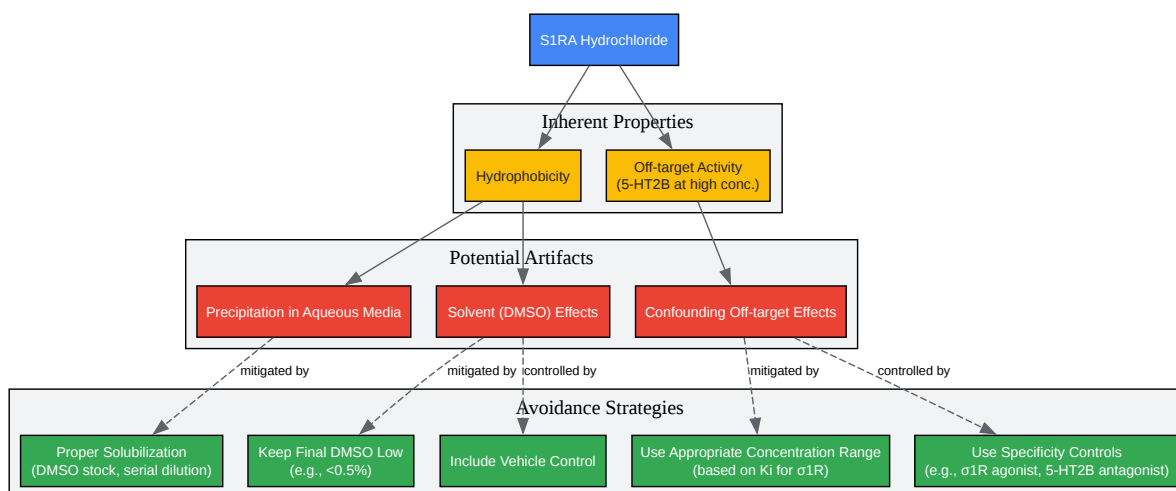 S1RA Hydrochloride
Inherent Properties
Hydrophobicity
Off-target Activity
(5-HT2B at high conc.)
Potential Artifacts
Precipitation in Aqueous Media
Solvent (DMSO) Effects
Confounding Off-target Effects
mitigated by
mitigated by
controlled by
mitigated by
controlled by
Avoidance Strategies
Proper Solubilization
(DMSO stock, serial dilution)
Keep Final DMSO Low
(e.g., <0.5%)
Include Vehicle Control
Use Appropriate Concentration Range
(based on Ki for σ1R)
Use Specificity Controls
(e.g., σ1R agonist, 5-HT2B antagonist)